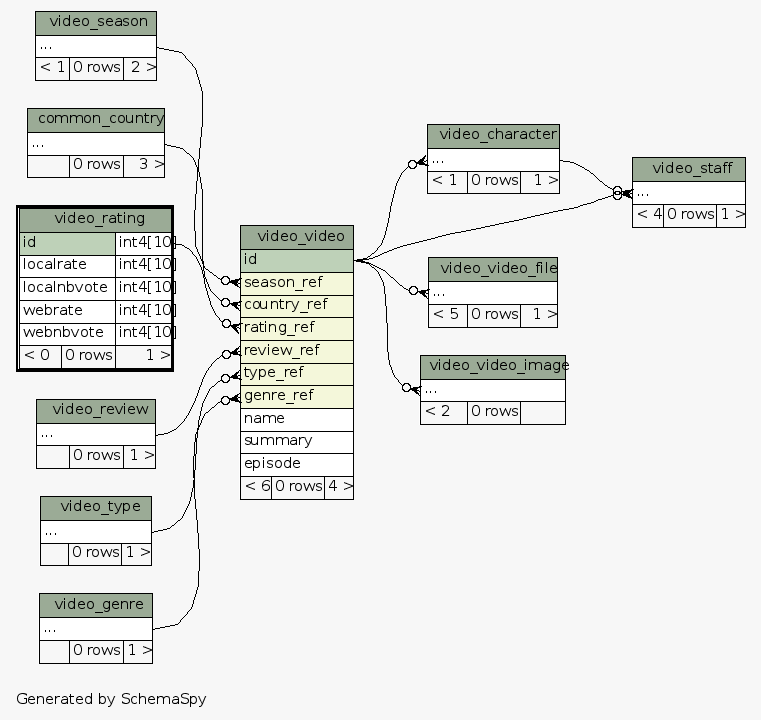 video_season
...
< 1 0 rows 2 >
common_country
...
0 rows 3 >
video_rating
id int4[10]
localrate int4[10]
localnbvote int4[10]
webrate int4[10]
webnbvote int4[10]
< 0 0 rows 1 >
video_review
...
0 rows 1 >
video_type
...
0 rows 1 >
video_genre
...
0 rows 1 >
video_video
id
season_ref
country_ref
rating_ref
review_ref
type_ref
genre_ref
name
summary
episode
< 6 0 rows 4 >
video_character
...
< 1 0 rows 1 >
video_video_file
...
< 5 0 rows 1 >
video_video_image
...
< 2 0 rows
video_staff
...
< 4 0 rows 1 >
Generated by SchemaSpy